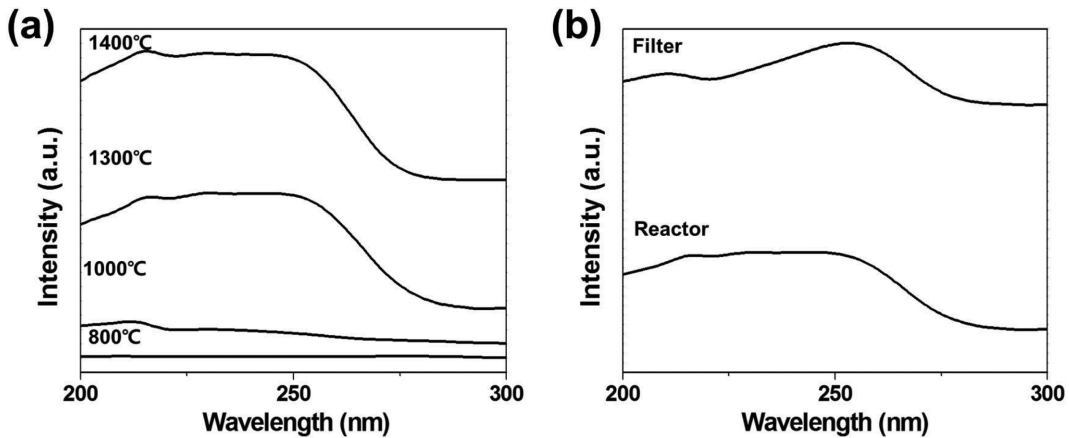 (a)
1400℃
1300℃
1000℃
800℃
Intensity (a.u.)
200
250
300
Wavelength (nm)
(b)
Filter
Reactor
Intensity (a.u.)
200
250
300
Wavelength (nm)